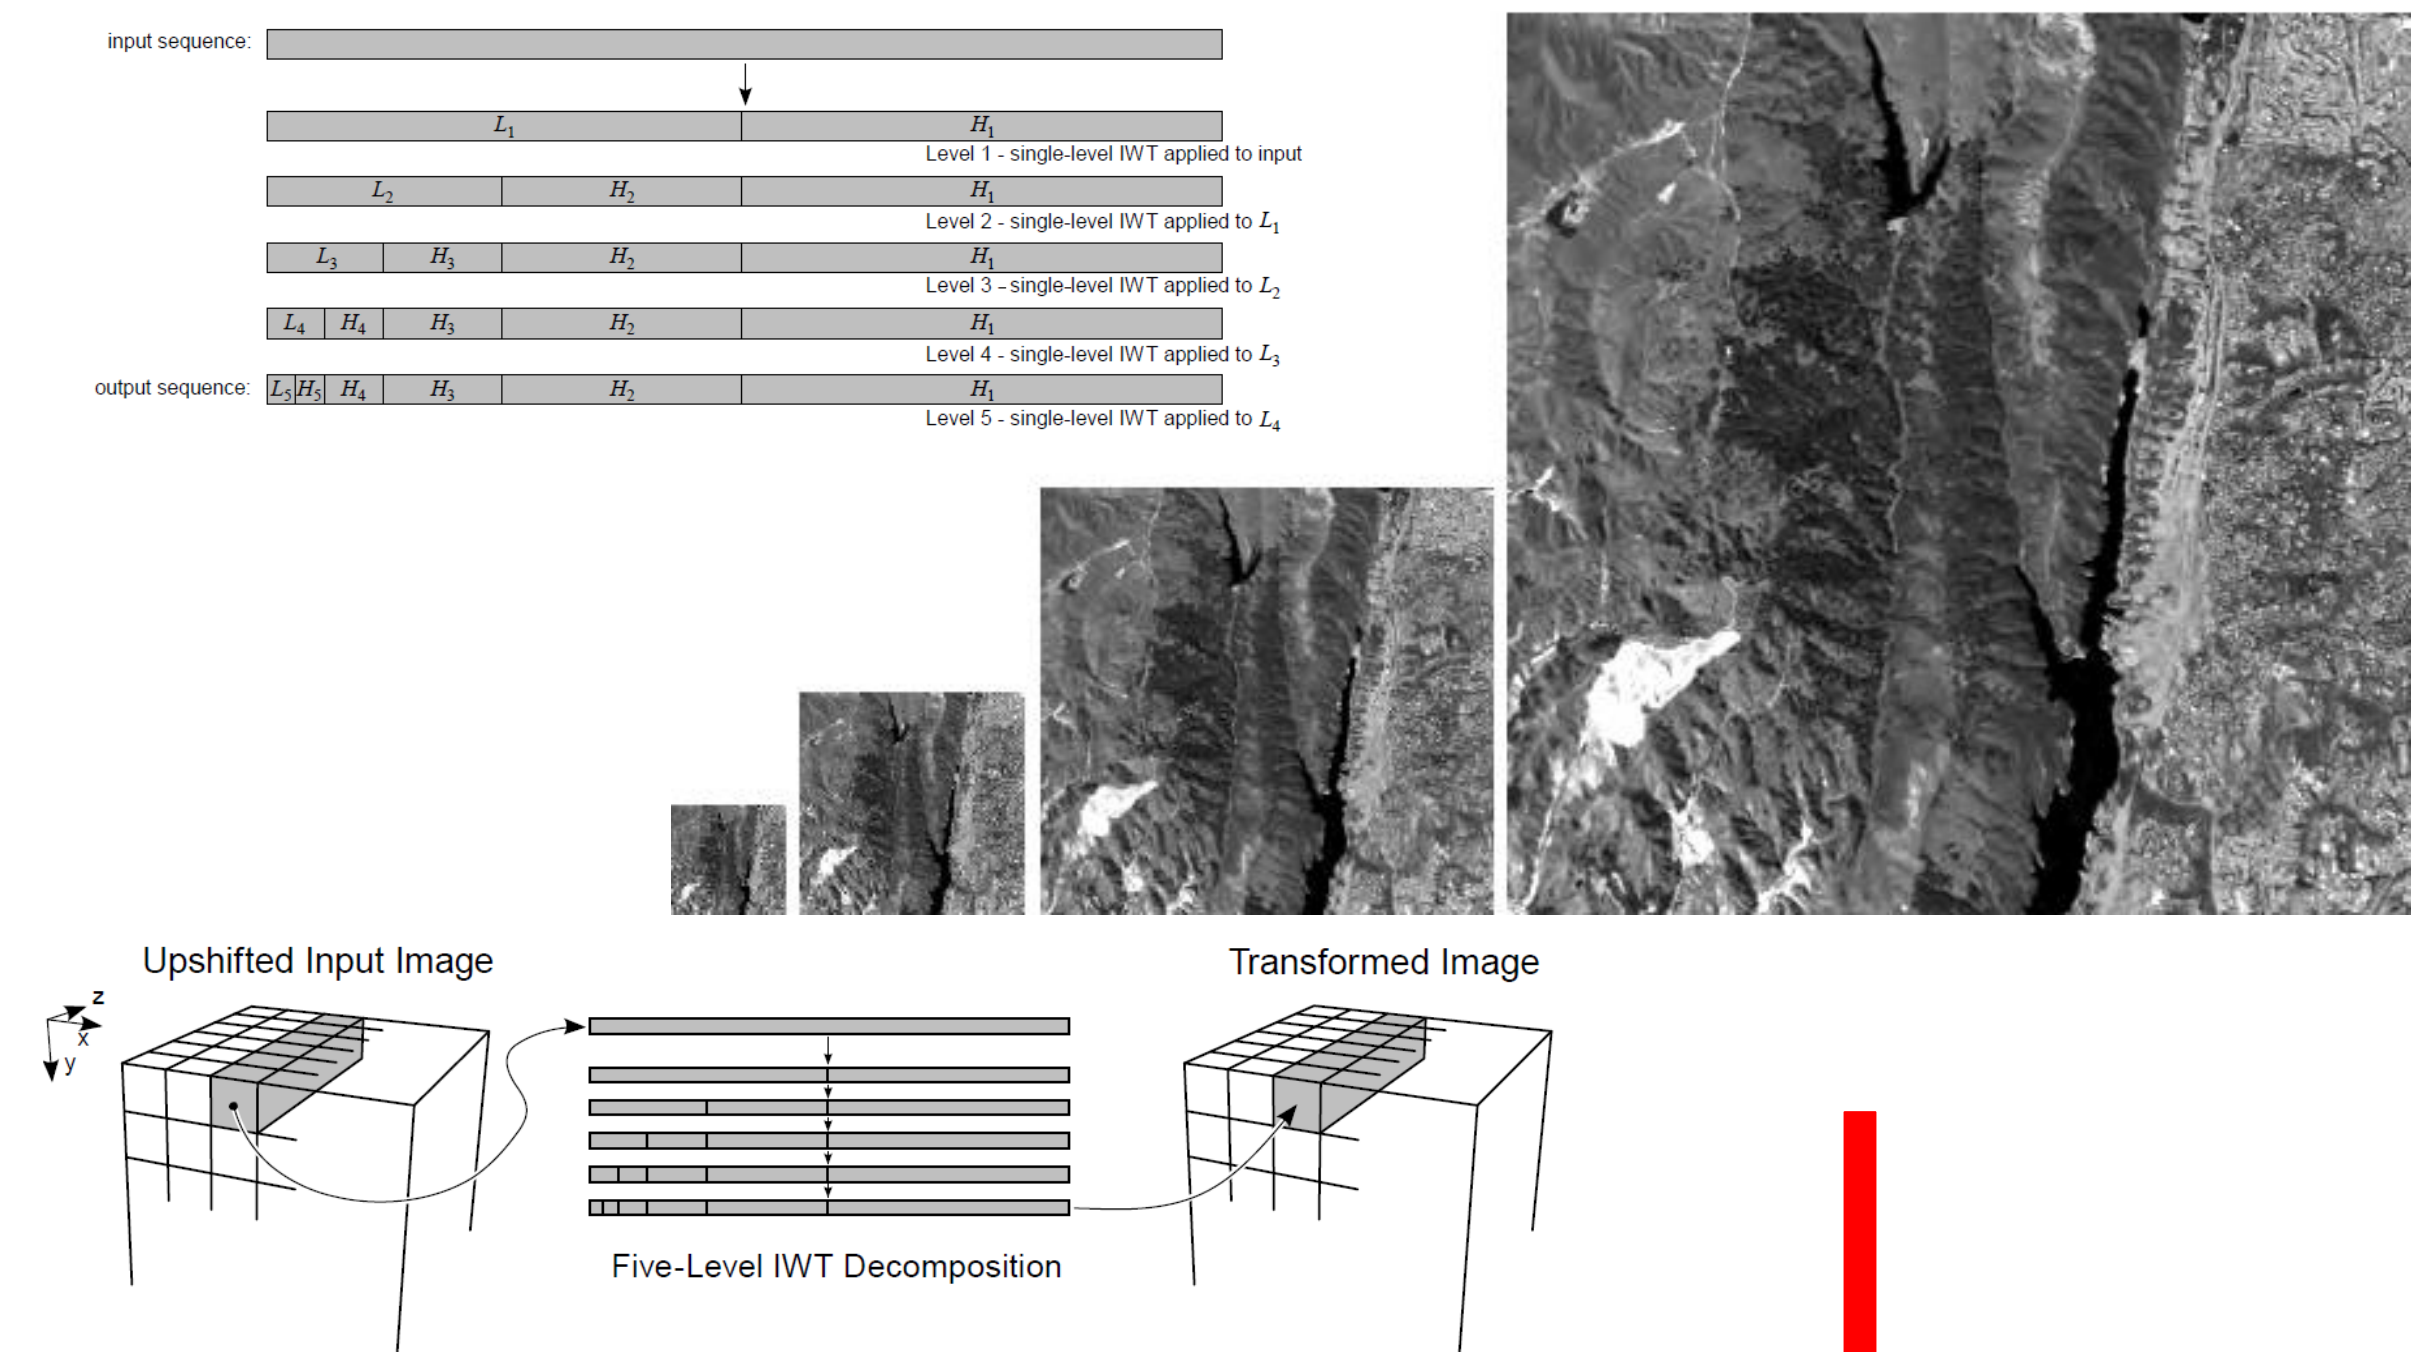 input sequence:
L1 H1
Level 1 - single-level IWT applied to input
L2 H2 H1
Level 2 - single-level IWT applied to L1
L3 H3 H2 H1
Level 3 - single-level IWT applied to L2
L4 H4 H3 H2 H1
Level 4 - single-level IWT applied to L3
output sequence: L5 H5 H4 H3 H2 H1
Level 5 - single-level IWT applied to L4
Upshifted Input Image
Transformed Image
z
x
y
Five-Level IWT Decomposition